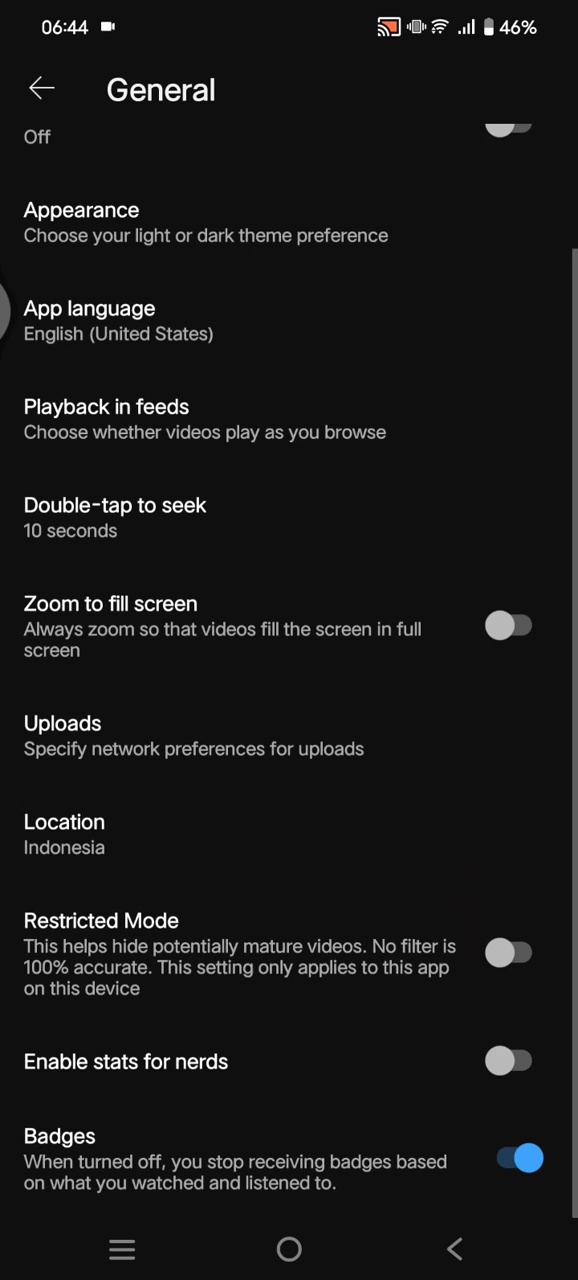 06:44
46%
General
Off
Appearance
Choose your light or dark theme preference
App language
English (United States)
Playback in feeds
Choose whether videos play as you browse
Double-tap to seek
10 seconds
Zoom to fill screen
Always zoom so that videos fill the screen in full
screen
Uploads
Specify network preferences for uploads
Location
Indonesia
Restricted Mode
This helps hide potentially mature videos. No filter is
100% accurate. This setting only applies to this app
on this device
Enable stats for nerds
Badges
When turned off, you stop receiving badges based
on what you watched and listened to.